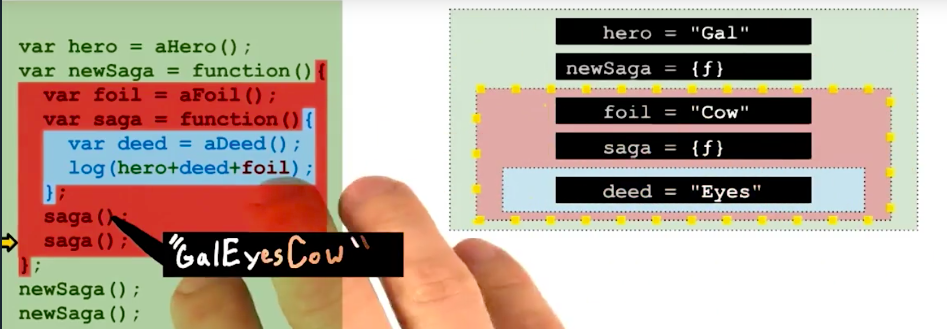 var hero = aHero();
var newSaga = function(){
var foil = aFoil();
var saga = function(){
var deed = aDeed();
log(hero+deed+foil);
};
saga();
saga();
};
newSaga();
newSaga();
"GalEyesCow"
hero = "Gal"
newSaga = {ƒ}
foil = "Cow"
saga = {ƒ}
deed = "Eyes"